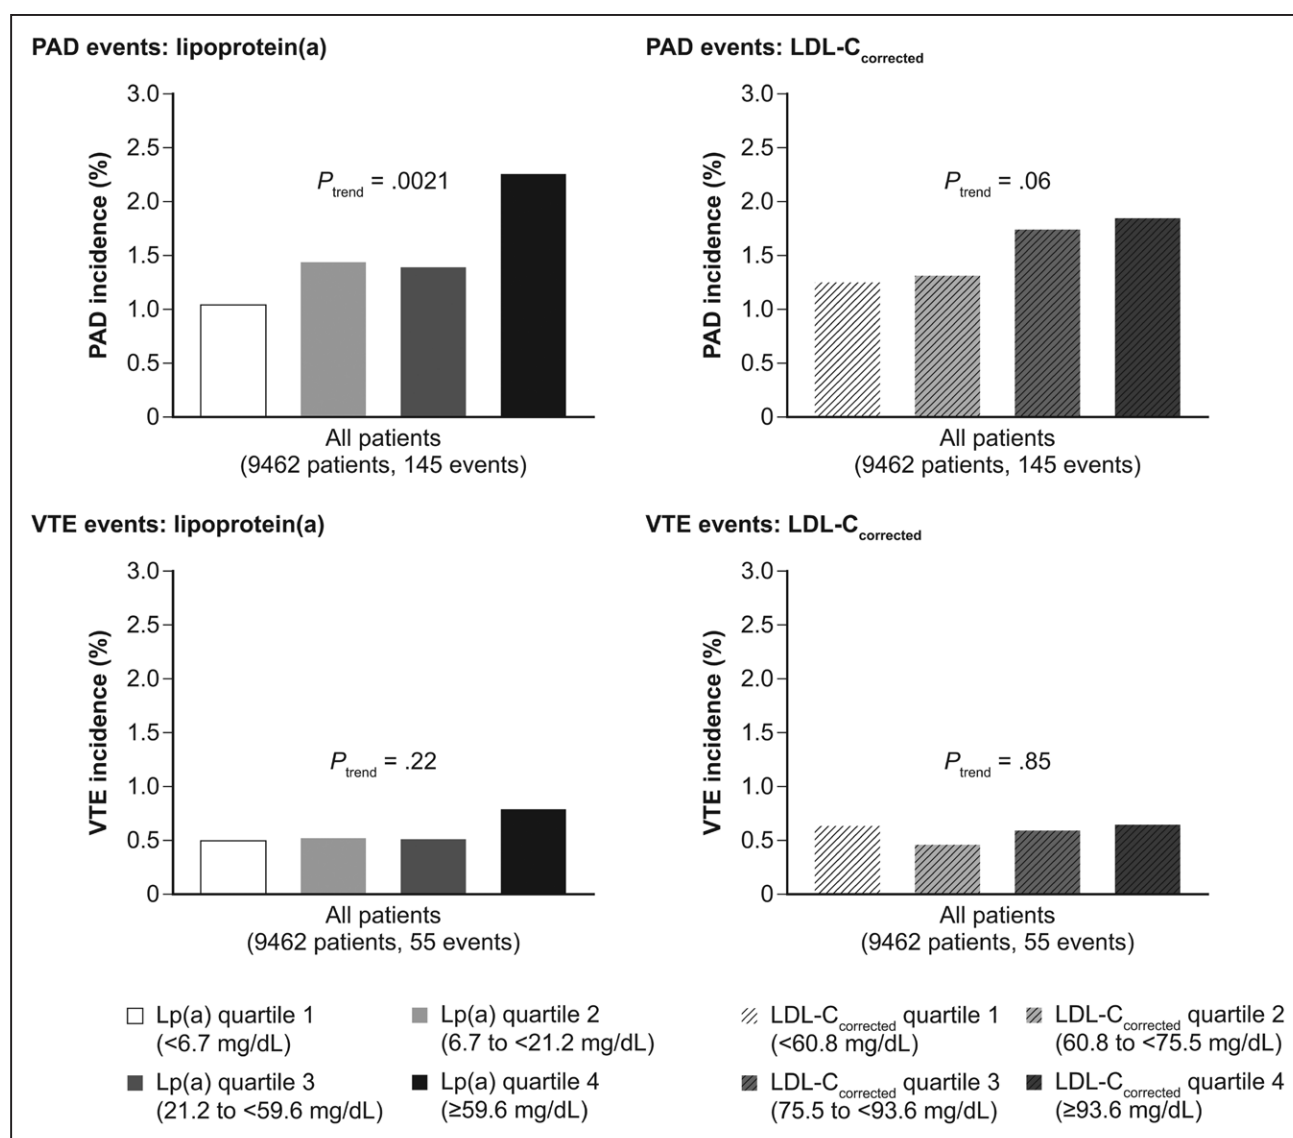 PAD events: lipoprotein(a)
PAD incidence (%)
3.0
2.5
2.0
1.5
1.0
0.5
0
Ptrend = .0021
All patients
(9462 patients, 145 events)
PAD events: LDL-Ccorrected
PAD incidence (%)
3.0
2.5
2.0
1.5
1.0
0.5
0
Ptrend = .06
All patients
(9462 patients, 145 events)
VTE events: lipoprotein(a)
VTE incidence (%)
3.0
2.5
2.0
1.5
1.0
0.5
0
Ptrend = .22
All patients
(9462 patients, 55 events)
VTE events: LDL-Ccorrected
VTE incidence (%)
3.0
2.5
2.0
1.5
1.0
0.5
0
Ptrend = .85
All patients
(9462 patients, 55 events)
Lp(a) quartile 1
(<6.7 mg/dL)
Lp(a) quartile 2
(6.7 to <21.2 mg/dL)
Lp(a) quartile 3
(21.2 to <59.6 mg/dL)
Lp(a) quartile 4
(≥59.6 mg/dL)
LDL-Ccorrected quartile 1
(<60.8 mg/dL)
LDL-Ccorrected quartile 2
(60.8 to <75.5 mg/dL)
LDL-Ccorrected quartile 3
(75.5 to <93.6 mg/dL)
LDL-Ccorrected quartile 4
(≥93.6 mg/dL)